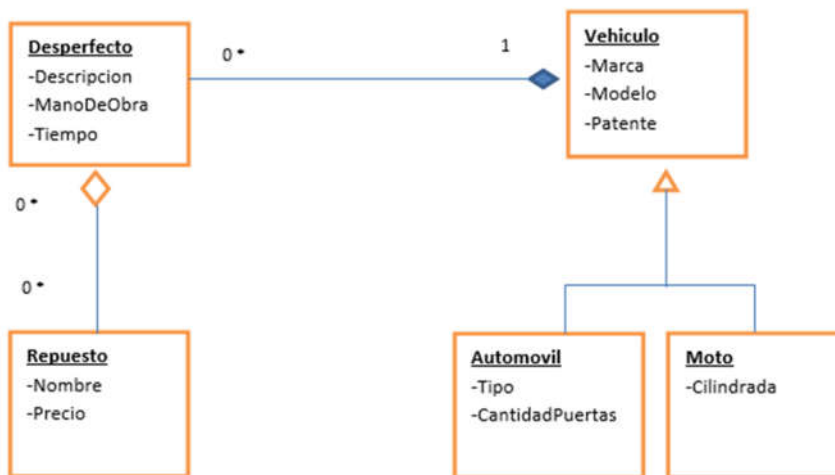 Desperfecto
-Descripcion
-ManoDeObra
-Tiempo
0 *
1
Vehiculo
-Marca
-Modelo
-Patente
0 *
0 *
Repuesto
-Nombre
-Precio
Automovil
-Tipo
-CantidadPuertas
Moto
-Cilindrada